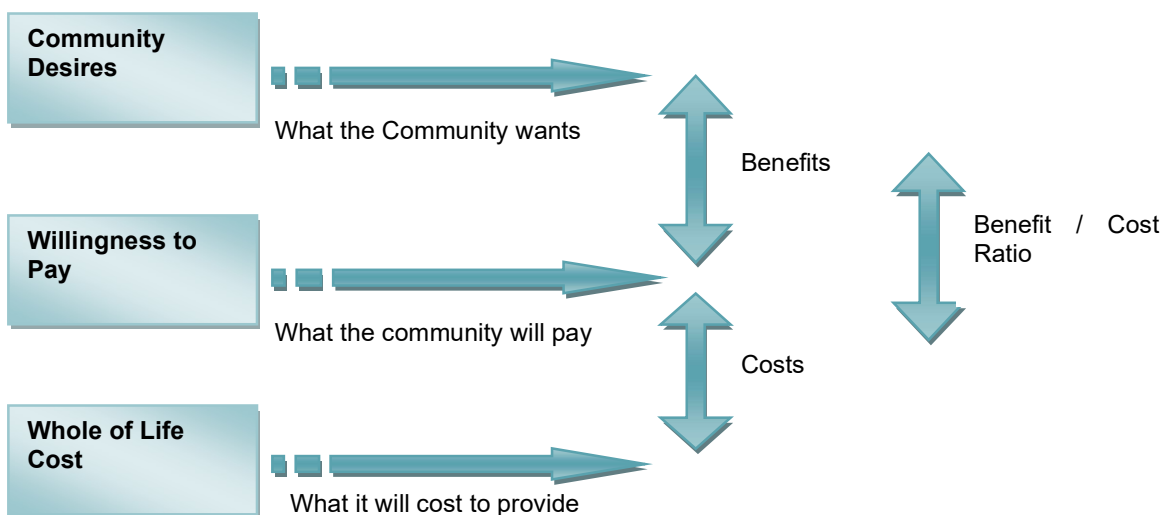 Community
Desires
What the Community wants
Benefits
Willingness to
Pay
Benefit / Cost
Ratio
What the community will pay
Costs
Whole of Life
Cost
What it will cost to provide